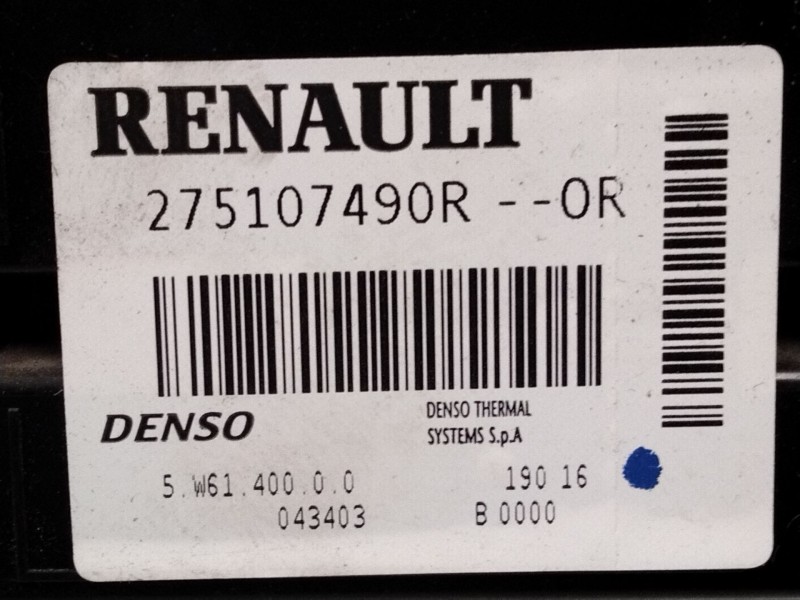 RENAULT
275107490R --0R
DENSO
DENSO THERMAL
SYSTEMS S.p.A
5.W61.400.0.0
190 16
043403
B 0000